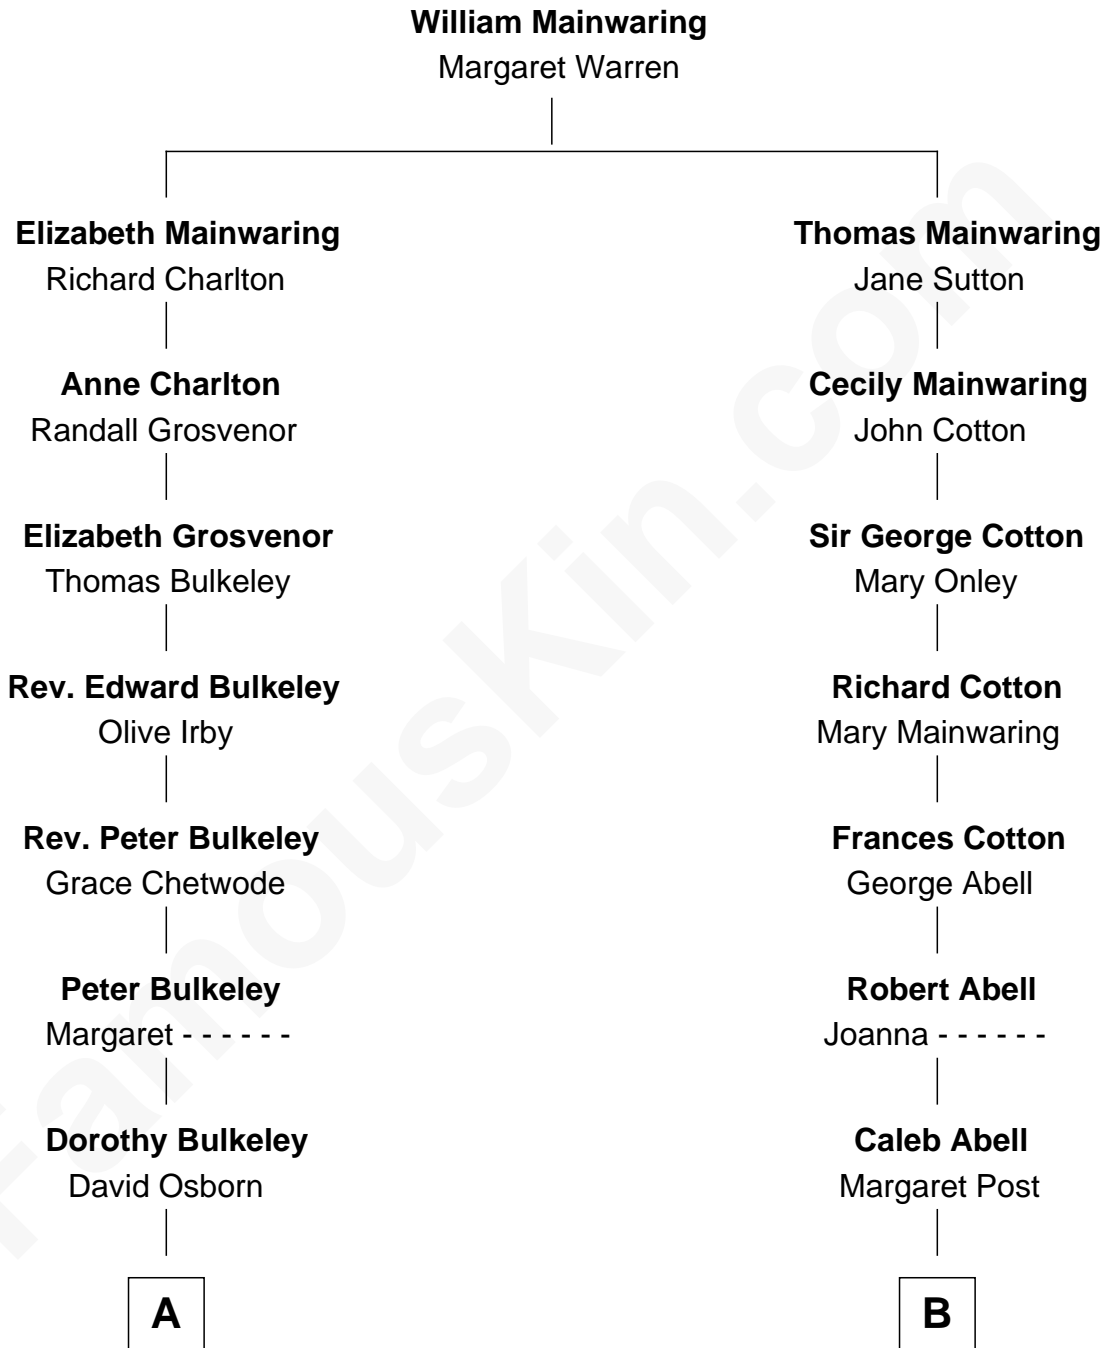 William Mainwaring
Margaret Warren
Elizabeth Mainwaring
Richard Charlton
Thomas Mainwaring
Jane Sutton
Anne Charlton
Randall Grosvenor
Cecily Mainwaring
John Cotton
Elizabeth Grosvenor
Thomas Bulkeley
Sir George Cotton
Mary Onley
Rev. Edward Bulkeley
Olive Irby
Richard Cotton
Mary Mainwaring
Rev. Peter Bulkeley
Grace Chetwode
Frances Cotton
George Abell
Peter Bulkeley
Margaret - - - - - -
Robert Abell
Joanna - - - - - -
Dorothy Bulkeley
David Osborn
Caleb Abell
Margaret Post
A
B
FamousKin.com